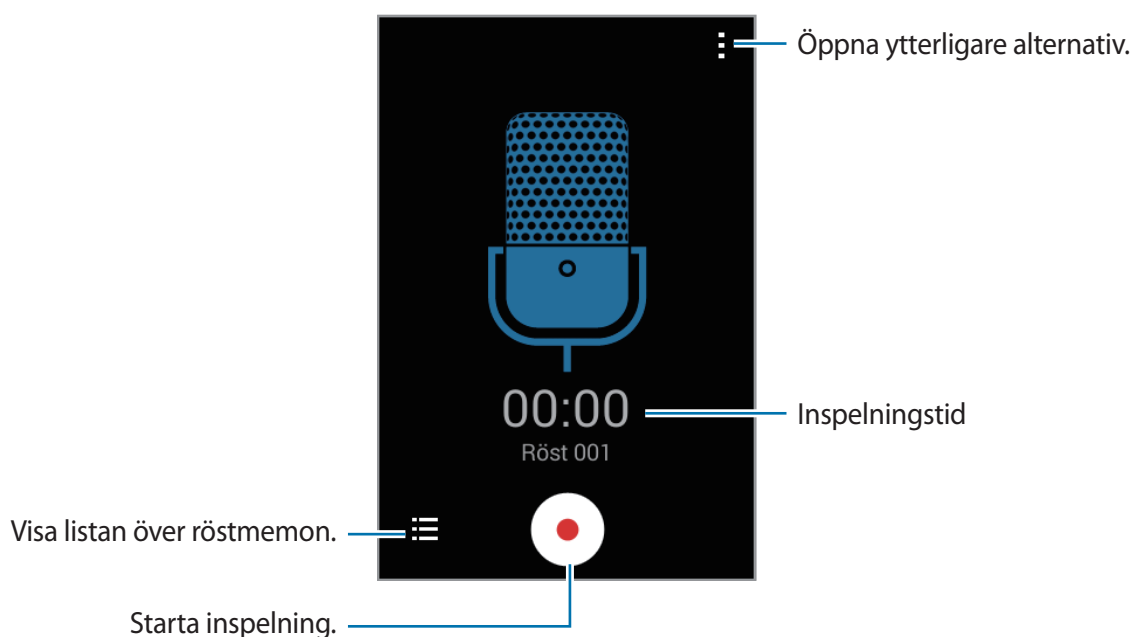 Öppna ytterligare alternativ.
00:00
Inspelningstid
Röst 001
Visa listan över röstmemon.
Starta inspelning.